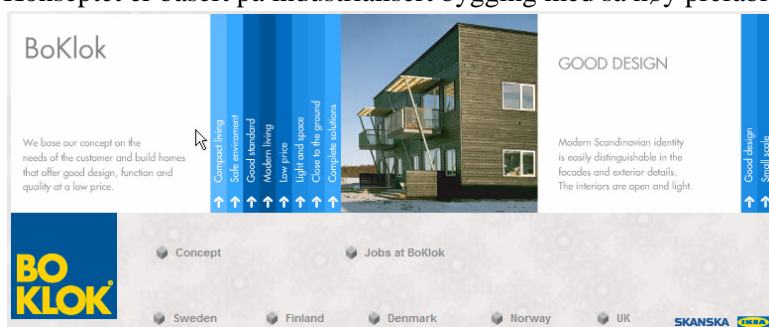 Konseptet er basert på industrialisert bygging med så høy prefabri
BoKlok
We base our concept on the
needs of the customer and build homes
that offer good design, function and
quality at a low price.
Compact living
Safe enviroment
Good standard
Modern living
Low price
Light and space
Close to the ground
Complete solutions
GOOD DESIGN
Modern Scandinavian identity
is easily distinguishable in the
facades and exterior details.
The interiors are open and light.
Good design
Small scale
BO
KLOK
Concept
Jobs at BoKlok
Sweden
Finland
Denmark
Norway
UK
SKANSKA
IKEA